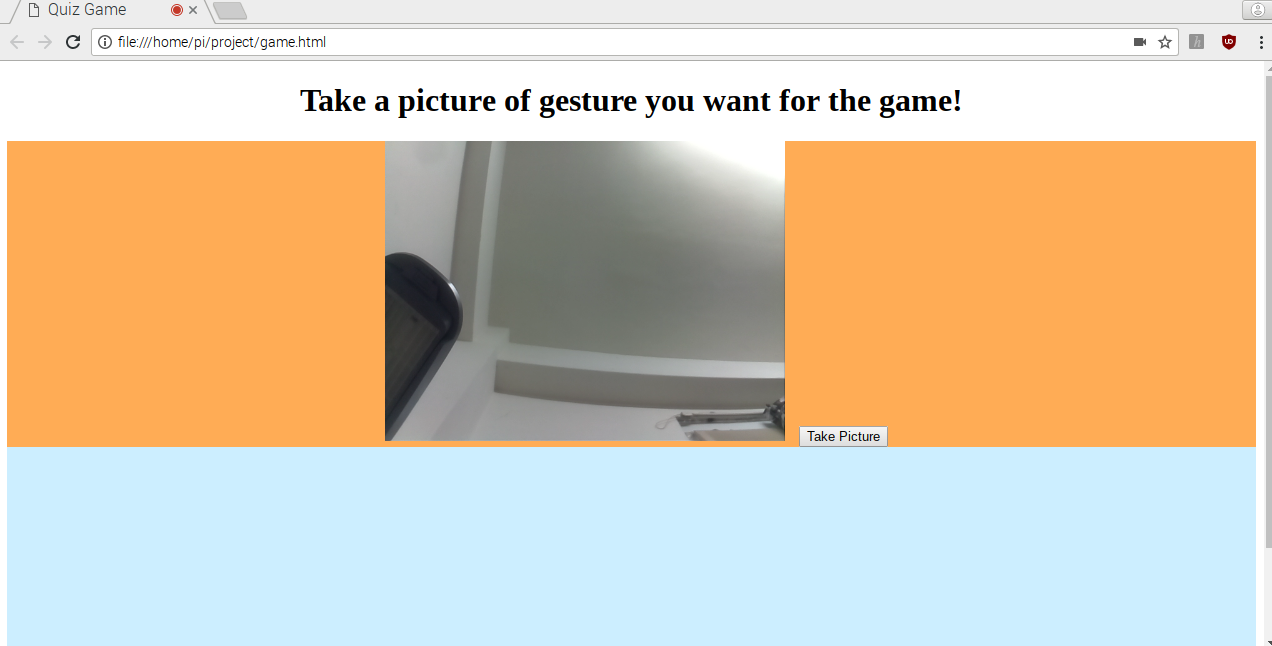 Quiz Game
file:///home/pi/project/game.html
Take a picture of gesture you want for the game!
Take Picture